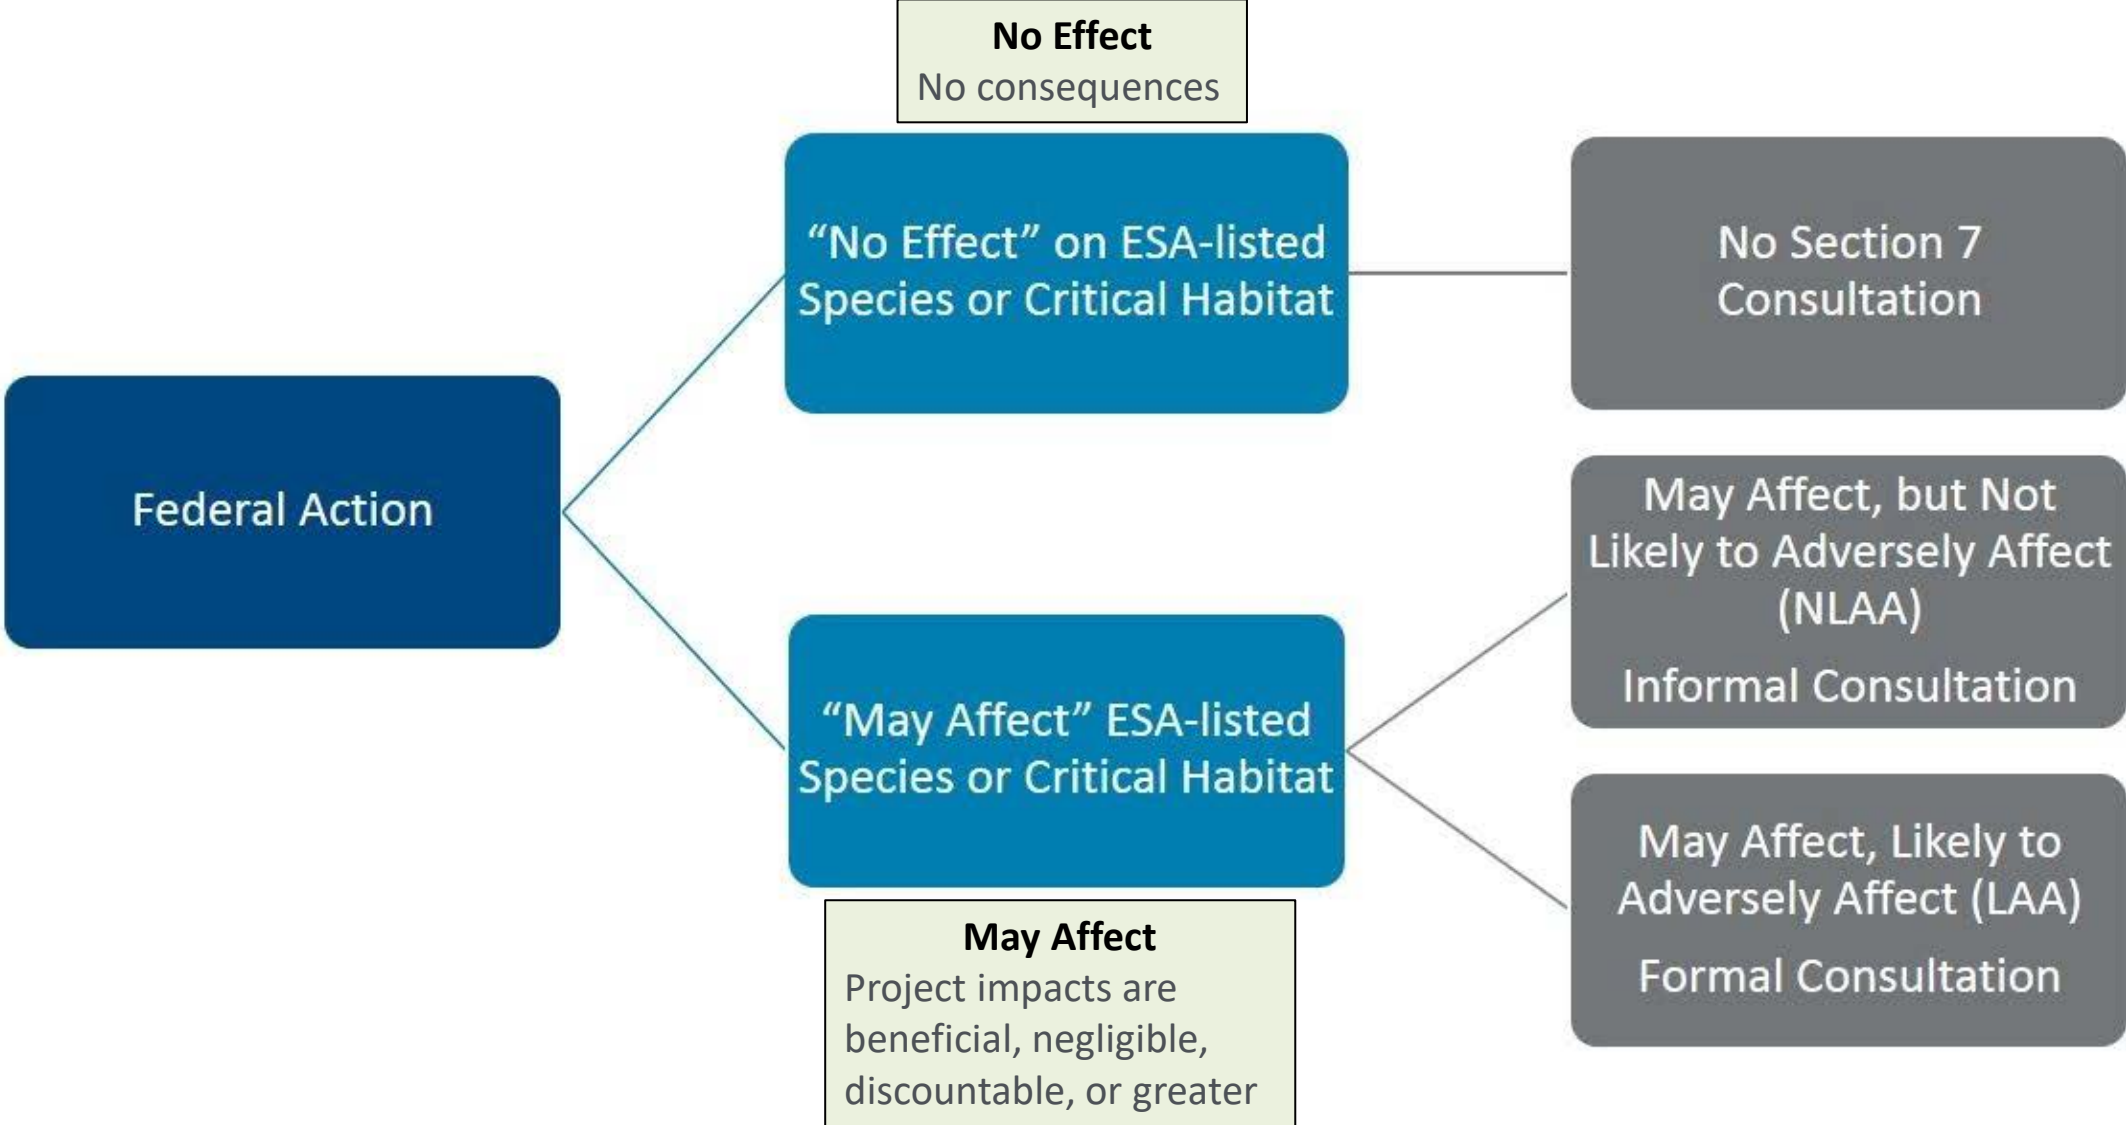 No Effect
No consequences
“No Effect” on ESA-listed
Species or Critical Habitat
No Section 7
Consultation
Federal Action
May Affect, but Not
Likely to Adversely Affect
(NLAA)
Informal Consultation
“May Affect” ESA-listed
Species or Critical Habitat
May Affect, Likely to
Adversely Affect (LAA)
Formal Consultation
May Affect
Project impacts are
beneficial, negligible,
discountable, or greater